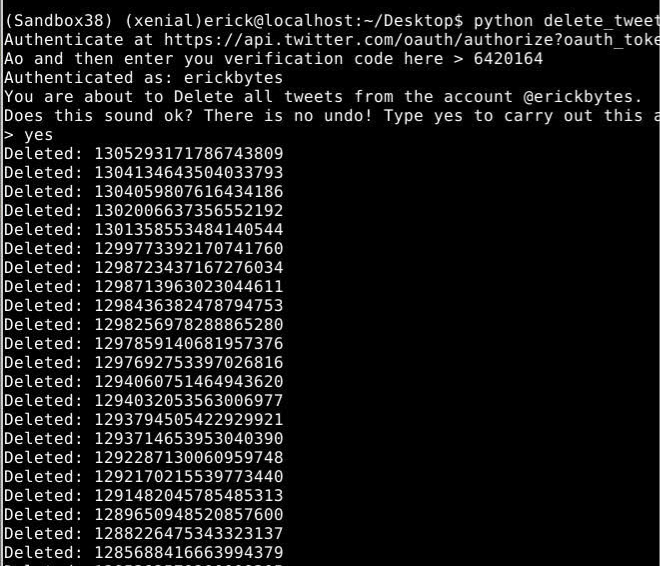 (Sandbox38) (xenial)erick@localhost:~/Desktop$ python delete_tweet
Authenticate at https://api.twitter.com/oauth/authorize?oauth_toke
Ao and then enter you verification code here > 6420164
Authenticated as: erickbytes
You are about to Delete all tweets from the account @erickbytes.
Does this sound ok? There is no undo! Type yes to carry out this a
> yes
Deleted: 1305293171786743809
Deleted: 1304134643504033793
Deleted: 1304059807616434186
Deleted: 1302006637356552192
Deleted: 1301358553484140544
Deleted: 1299773392170741760
Deleted: 1298723437167276034
Deleted: 1298713963023044611
Deleted: 1298436382478794753
Deleted: 1298256978288865280
Deleted: 1297859140681957376
Deleted: 1297692753397026816
Deleted: 1294060751464943620
Deleted: 1294032053563006977
Deleted: 1293794505422929921
Deleted: 1293714653953040390
Deleted: 1292287130060959748
Deleted: 1292170215539773440
Deleted: 1291482045785485313
Deleted: 1289650948520857600
Deleted: 1288226475343323137
Deleted: 1285688416663994379